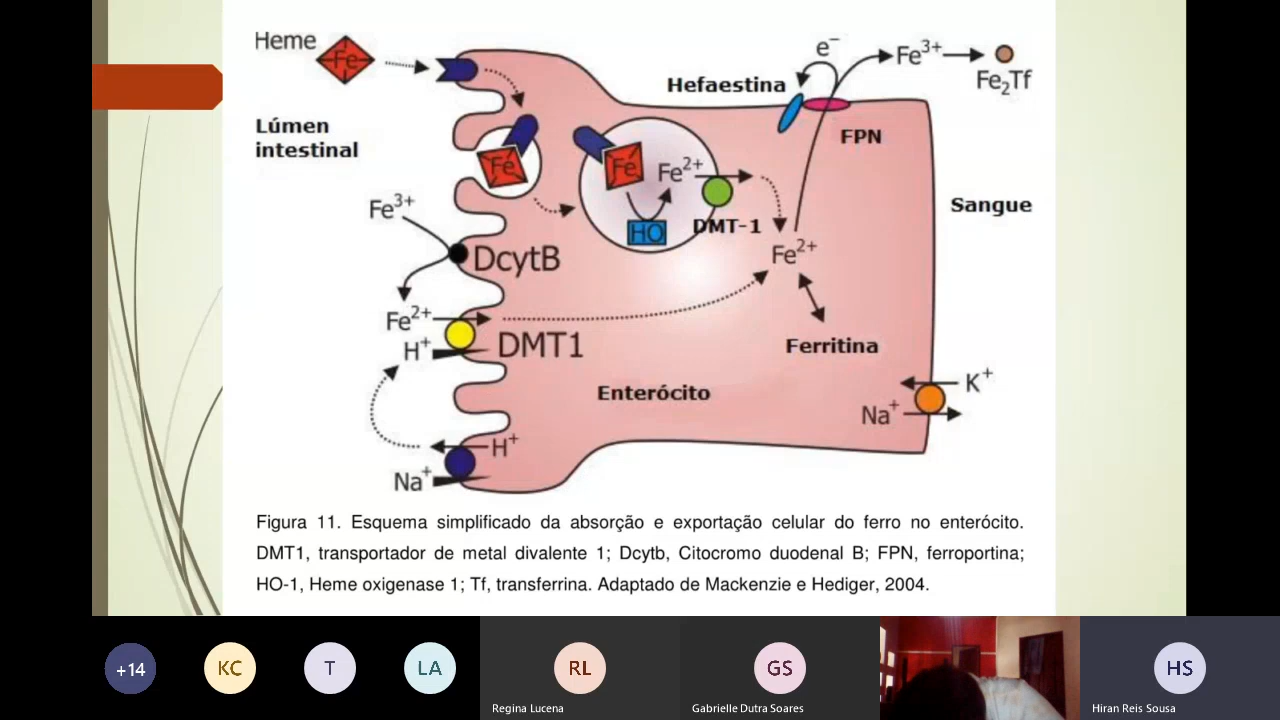 Heme
Fe
Lúmen
intestinal
Hefaestina
e⁻
Fe³⁺
Fe₂Tf
FPN
Sangue
Fe
Fe
Fe²⁺
HO
DMT-1
Fe³⁺
DcytB
Fe²⁺
Fe²⁺
H⁺
DMT1
Ferritina
Enterócito
K⁺
Na⁺
H⁺
Na⁺
Figura 11. Esquema simplificado da absorção e exportação celular do ferro no enterócito.
DMT1, transportador de metal divalente 1; Dcytb, Citocromo duodenal B; FPN, ferroportina;
HO-1, Heme oxigenase 1; Tf, transferrina. Adaptado de Mackenzie e Hediger, 2004.
+14
KC
T
LA
RL
Regina Lucena
GS
Gabrielle Dutra Soares
HS
Hiran Reis Sousa